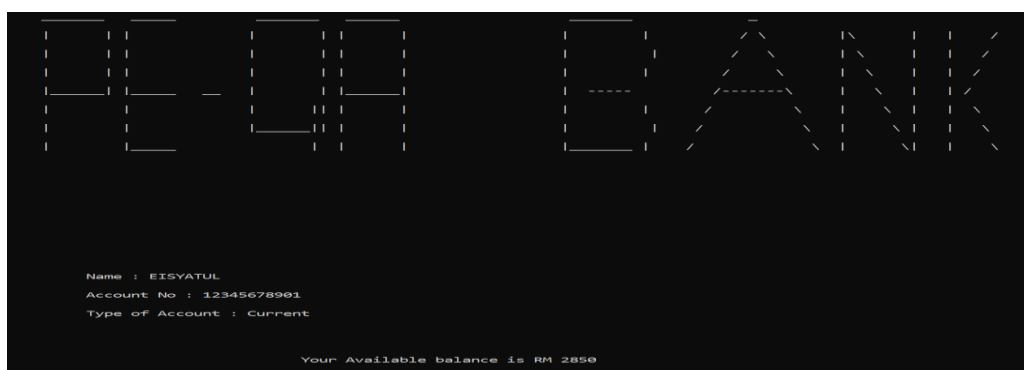 PE-QA BANK
Name : EISYATUL
Account No : 12345678901
Type of Account : Current
Your Available balance is RM 2850